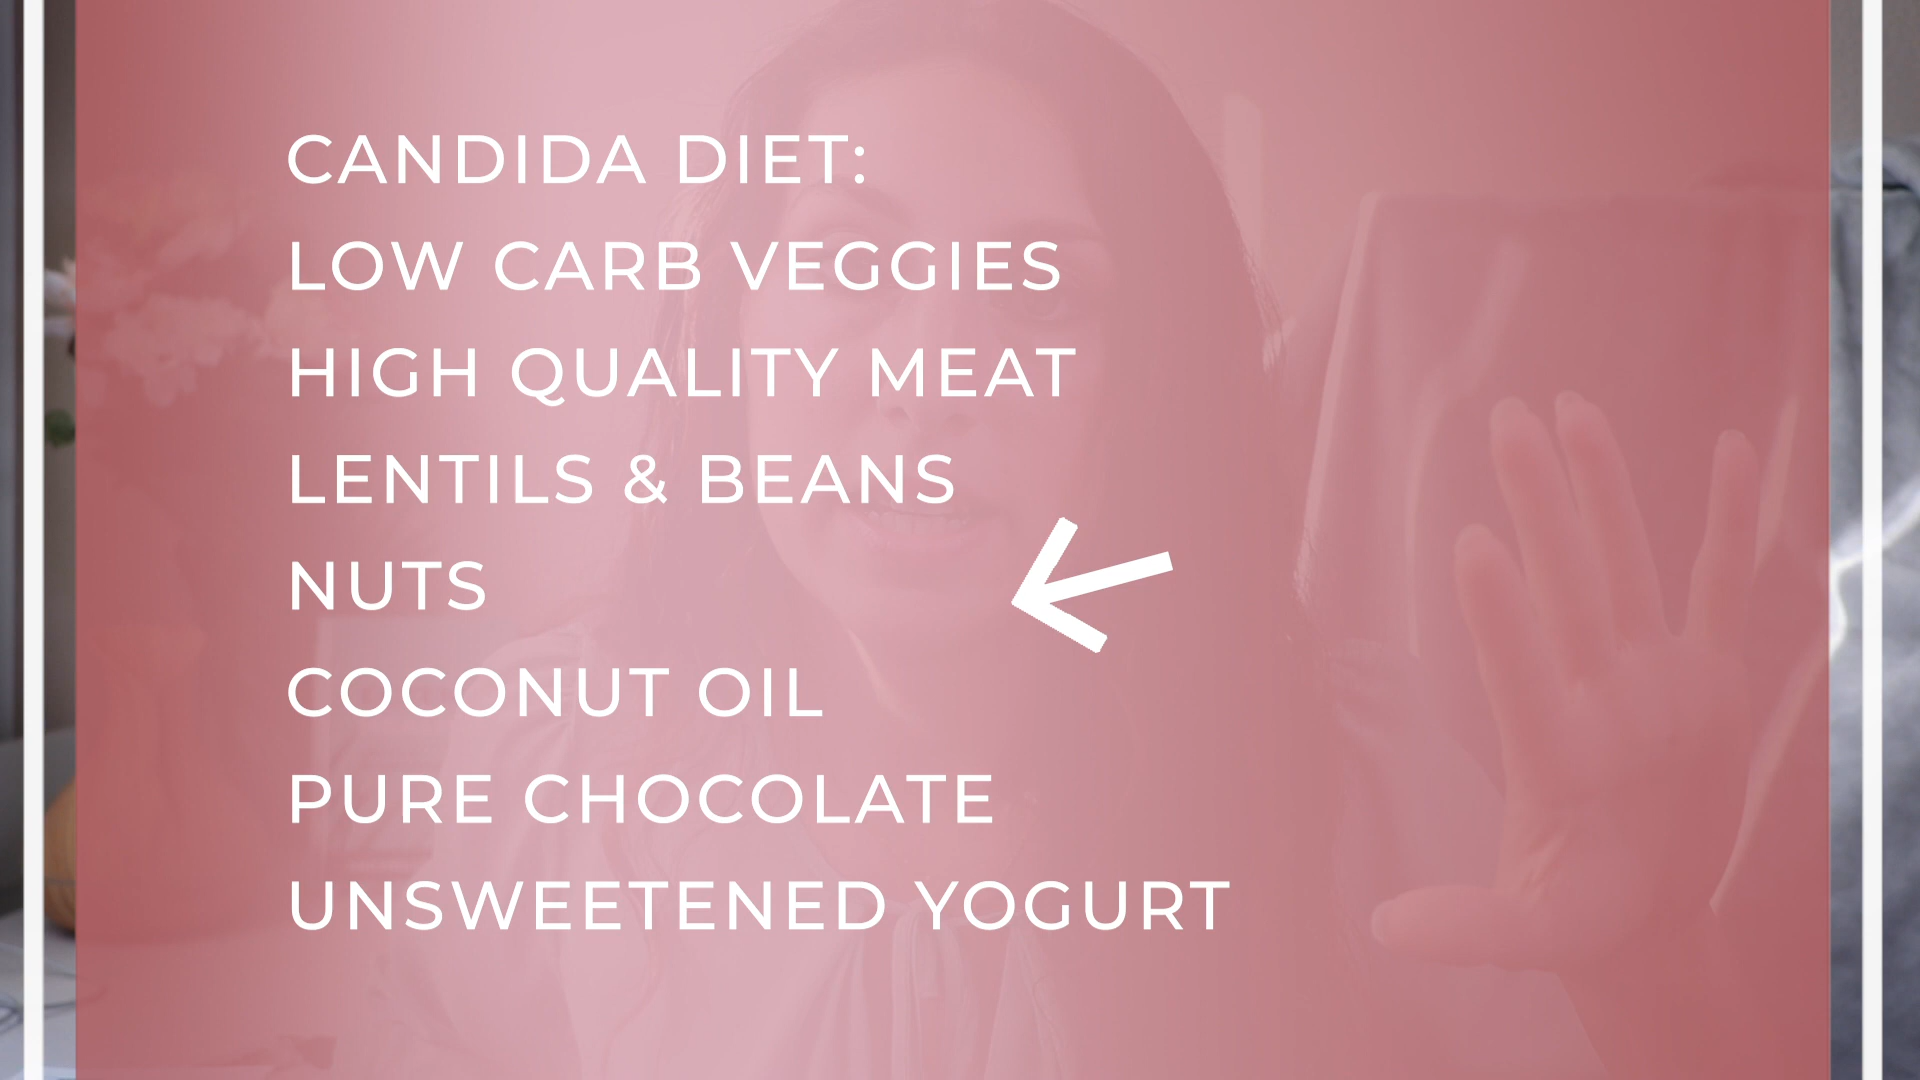 CANDIDA DIET:
LOW CARB VEGGIES
HIGH QUALITY MEAT
LENTILS & BEANS
NUTS
COCONUT OIL
PURE CHOCOLATE
UNSWEETENED YOGURT